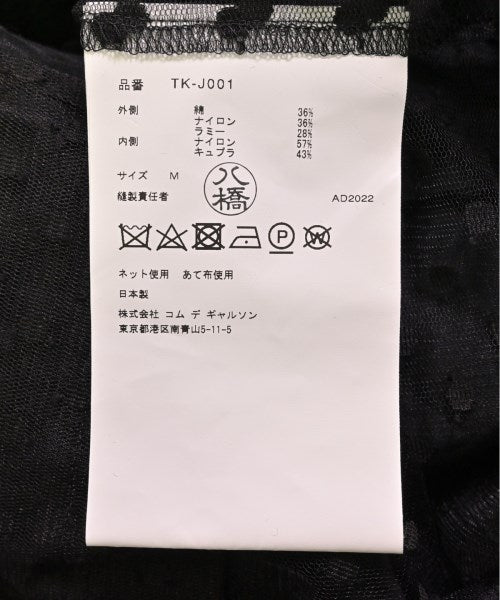 品番 TK-J001
外側 綿 36%
ナイロン 36%
ラミー 28%
内側 ナイロン 57%
キュプラ 43%
サイズ M
八橋
縫製責任者
AD2022
P
W
ネット使用 あて布使用
日本製
株式会社 コム デ ギャルソン
東京都港区南青山5-11-5